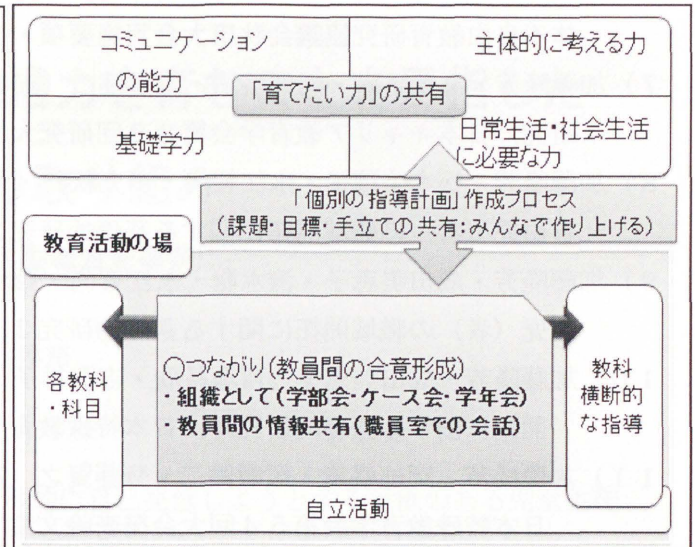 コミュニケーション
の能力
主体的に考える力
「育てたい力」の共有
基礎学力
日常生活・社会生活
に必要な力
「個別の指導計画」作成プロセス
(課題・目標・手立ての共有:みんなで作り上げる)
教育活動の場
各教科
・科目
○つながり(教員間の合意形成)
・組織として(学部会・ケース会・学年会)
・教員間の情報共有(職員室での会話)
教科
横断的
な指導
自立活動